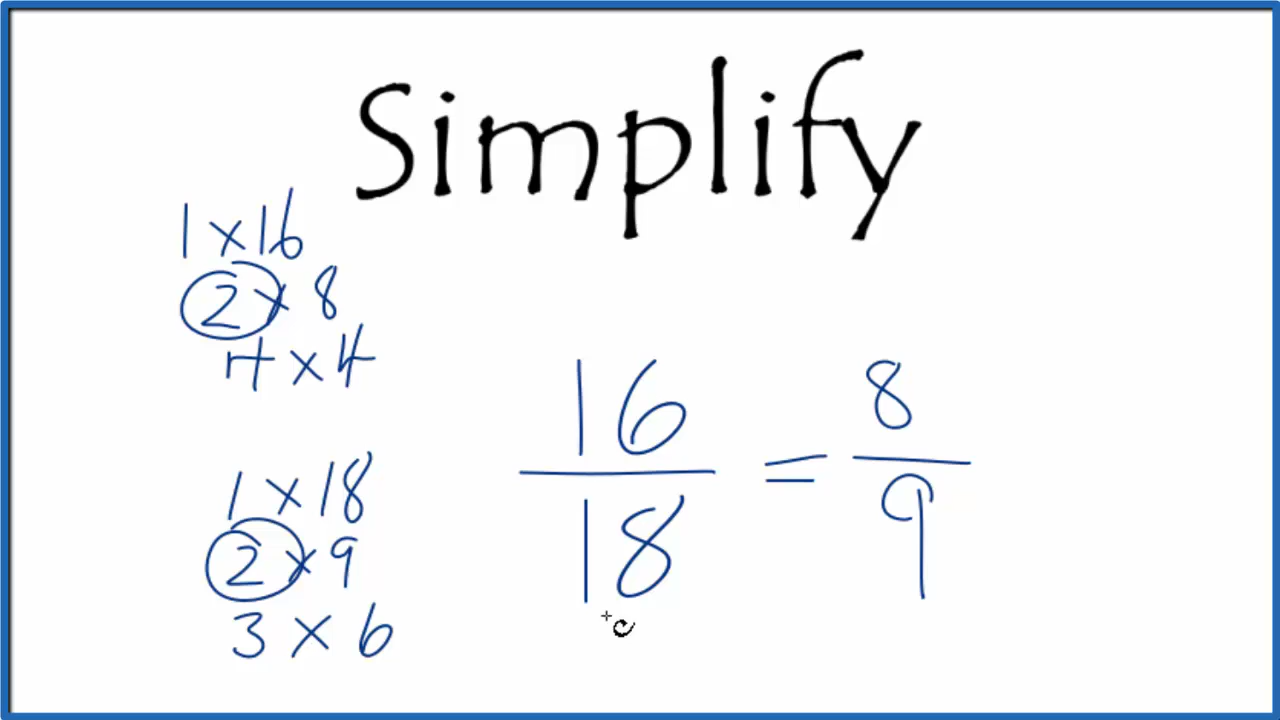 Simplify
1 x 16
2 x 8
4 x 4
1 x 18
2 x 9
3 x 6
16/18 = 8/9